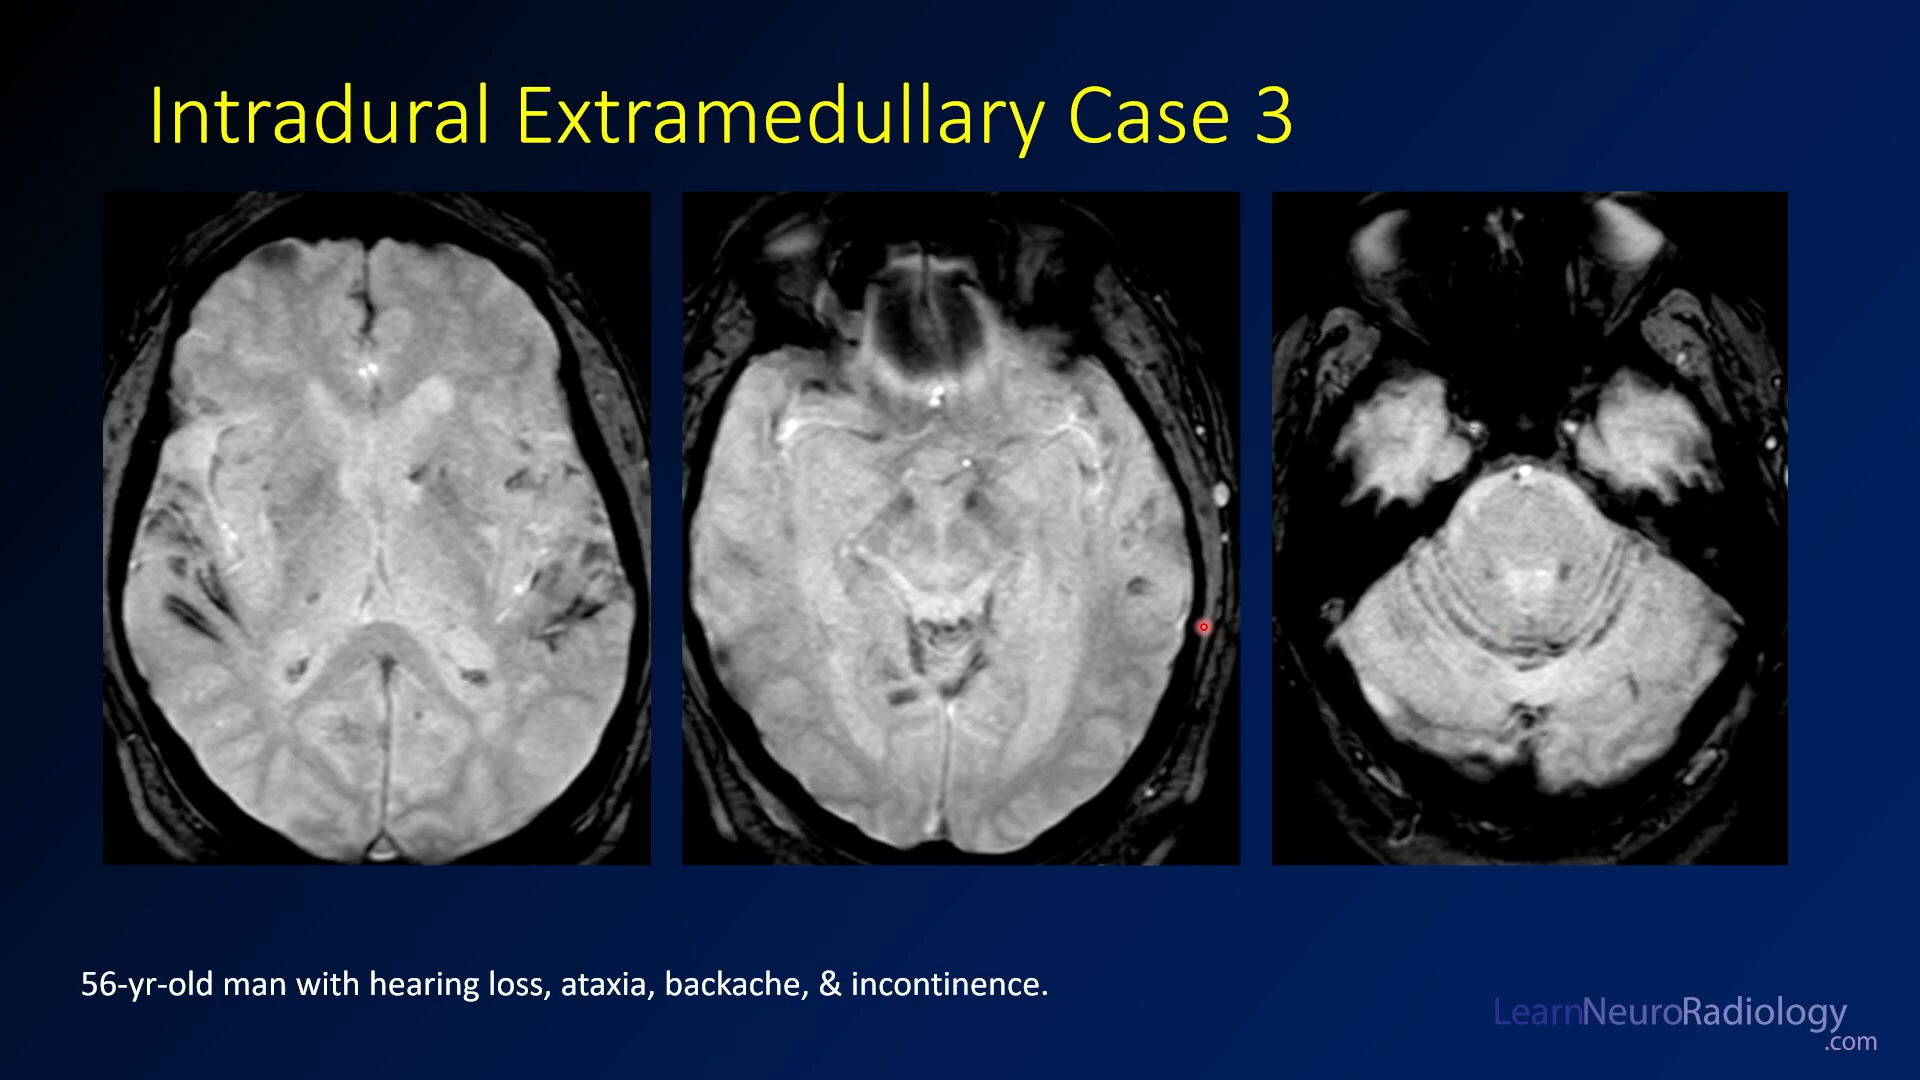 Intradural Extramedullary Case 3
56-yr-old man with hearing loss, ataxia, backache, & incontinence.
LearnNeuroRadiology
.com